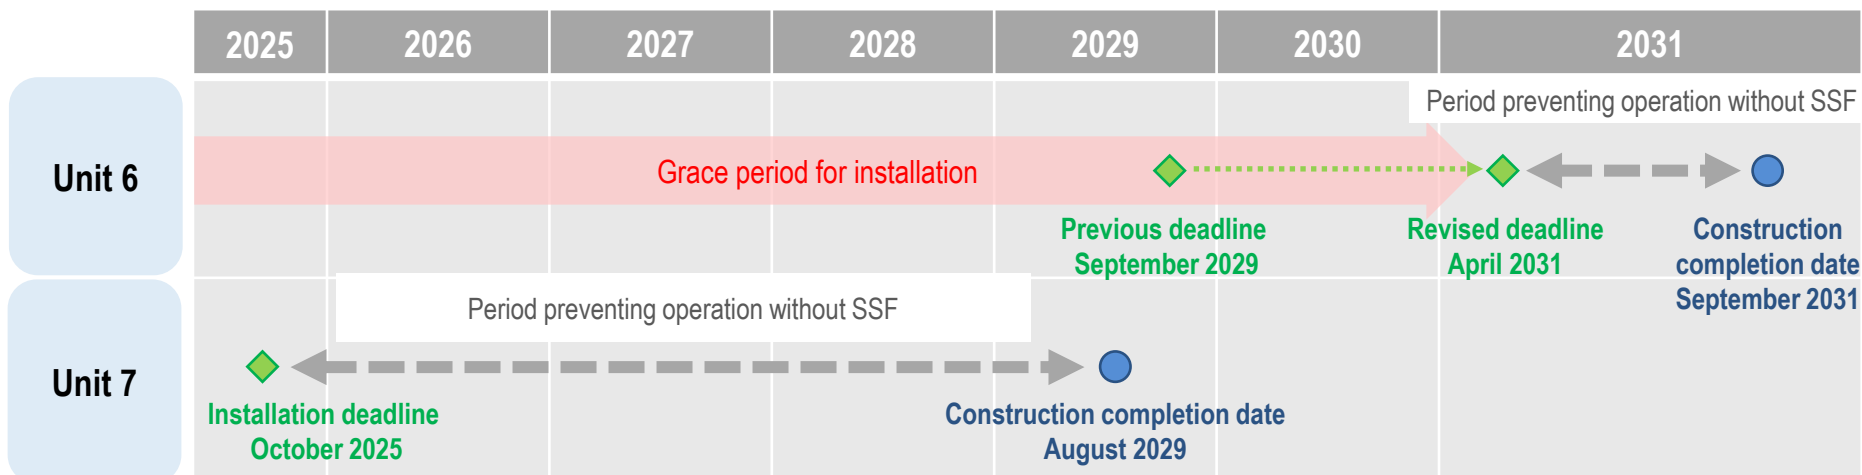 2025 2026 2027 2028 2029 2030 2031
Period preventing operation without SSF
Unit 6
Grace period for installation
Previous deadline
September 2029
Revised deadline
April 2031
Construction
completion date
September 2031
Period preventing operation without SSF
Unit 7
Installation deadline
October 2025
Construction completion date
August 2029